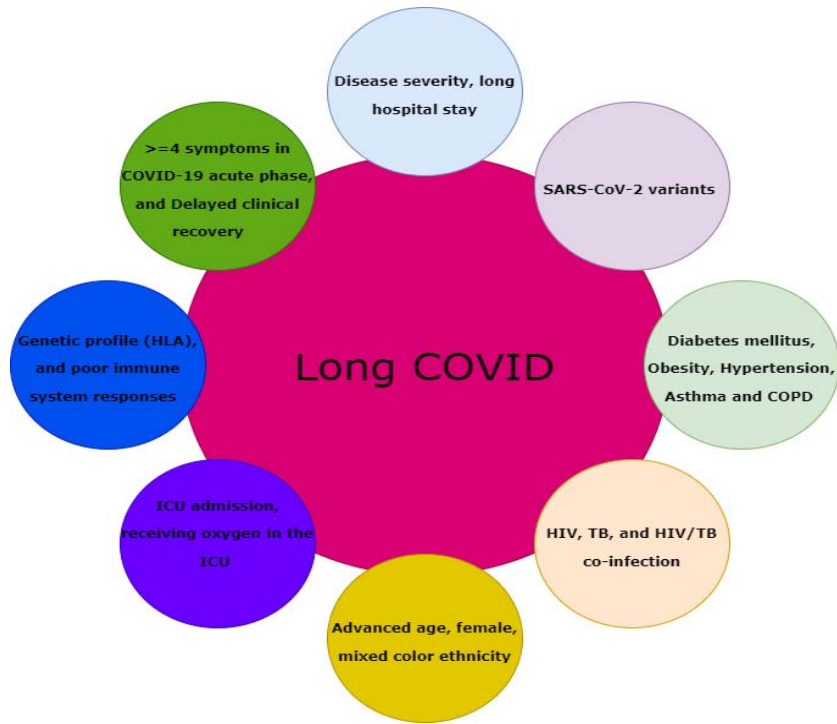 Disease severity, long
hospital stay
>=4 symptoms in
COVID-19 acute phase,
and Delayed clinical
recovery
SARS-CoV-2 variants
Genetic profile (HLA),
and poor immune
system responses
Long COVID
Diabetes mellitus,
Obesity, Hypertension,
Asthma and COPD
ICU admission,
receiving oxygen in the
ICU
HIV, TB, and HIV/TB
co-infection
Advanced age, female,
mixed color ethnicity